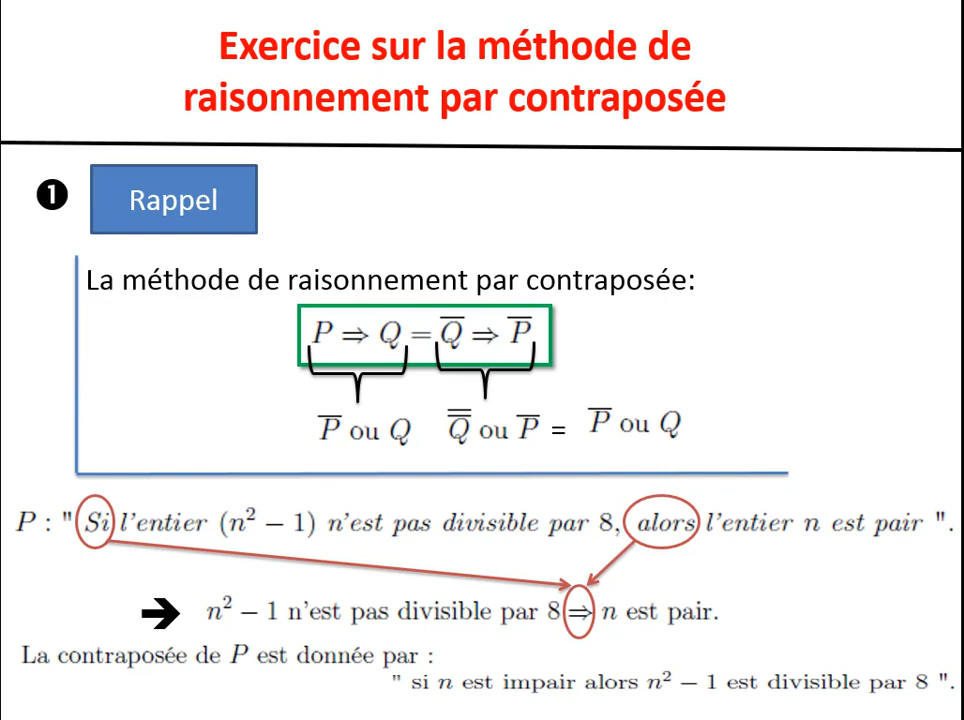 Exercice sur la méthode de
raisonnement par contraposée
❶ Rappel
La méthode de raisonnement par contraposée:
P ⇒ Q = Q̅ ⇒ P̅
P̅ ou Q   Q̿ ou P̅ = P̅ ou Q
P : " Si l'entier (n² − 1) n'est pas divisible par 8, alors l'entier n est pair ".
➔ n² − 1 n'est pas divisible par 8 ⇒ n est pair.
La contraposée de P est donnée par :
" si n est impair alors n² − 1 est divisible par 8 ".